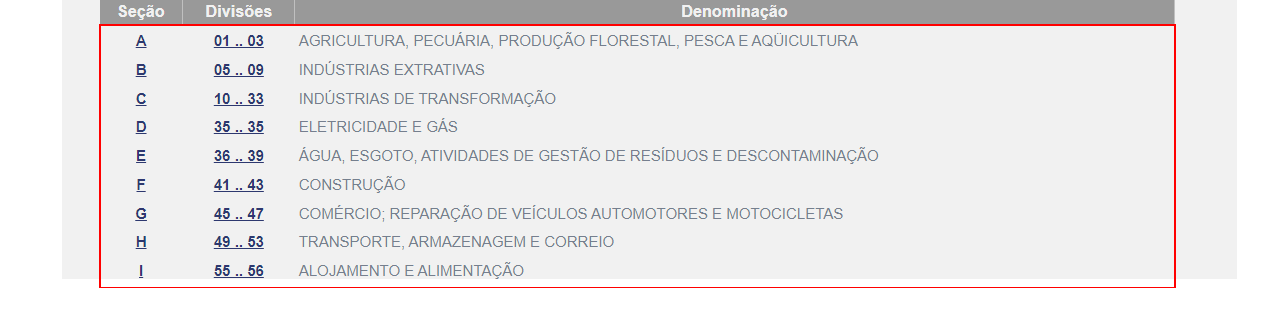 Seção Divisões Denominação
A 01 .. 03 AGRICULTURA, PECUÁRIA, PRODUÇÃO FLORESTAL, PESCA E AQÜICULTURA
B 05 .. 09 INDÚSTRIAS EXTRATIVAS
C 10 .. 33 INDÚSTRIAS DE TRANSFORMAÇÃO
D 35 .. 35 ELETRICIDADE E GÁS
E 36 .. 39 ÁGUA, ESGOTO, ATIVIDADES DE GESTÃO DE RESÍDUOS E DESCONTAMINAÇÃO
F 41 .. 43 CONSTRUÇÃO
G 45 .. 47 COMÉRCIO; REPARAÇÃO DE VEÍCULOS AUTOMOTORES E MOTOCICLETAS
H 49 .. 53 TRANSPORTE, ARMAZENAGEM E CORREIO
I 55 .. 56 ALOJAMENTO E ALIMENTAÇÃO